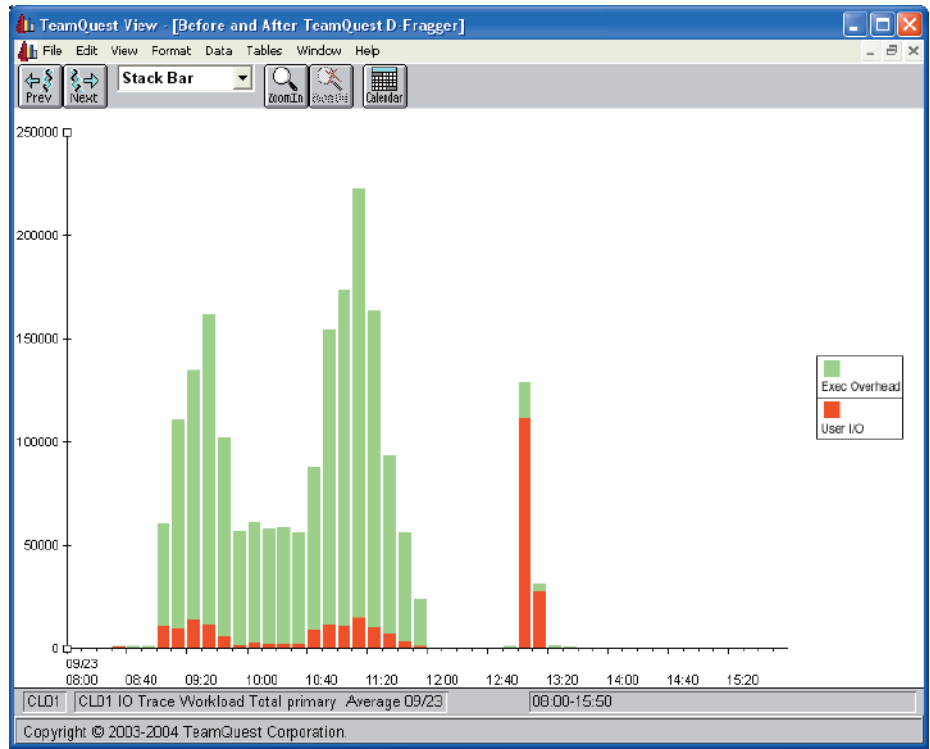 TeamQuest View - [Before and After TeamQuest D-Fragger]
File Edit View Format Data Tables Window Help
Prev Next Stack Bar ZoomIn ZoomOut Calendar
250000
200000
150000
100000
50000
0
Exec Overhead
User I/O
09/23
08:00 08:40 09:20 10:00 10:40 11:20 12:00 12:40 13:20 14:00 14:40 15:20
CLD1 CLD1 IO Trace Workload Total primary Average 09/23 08:00-15:50
Copyright © 2003-2004 TeamQuest Corporation.